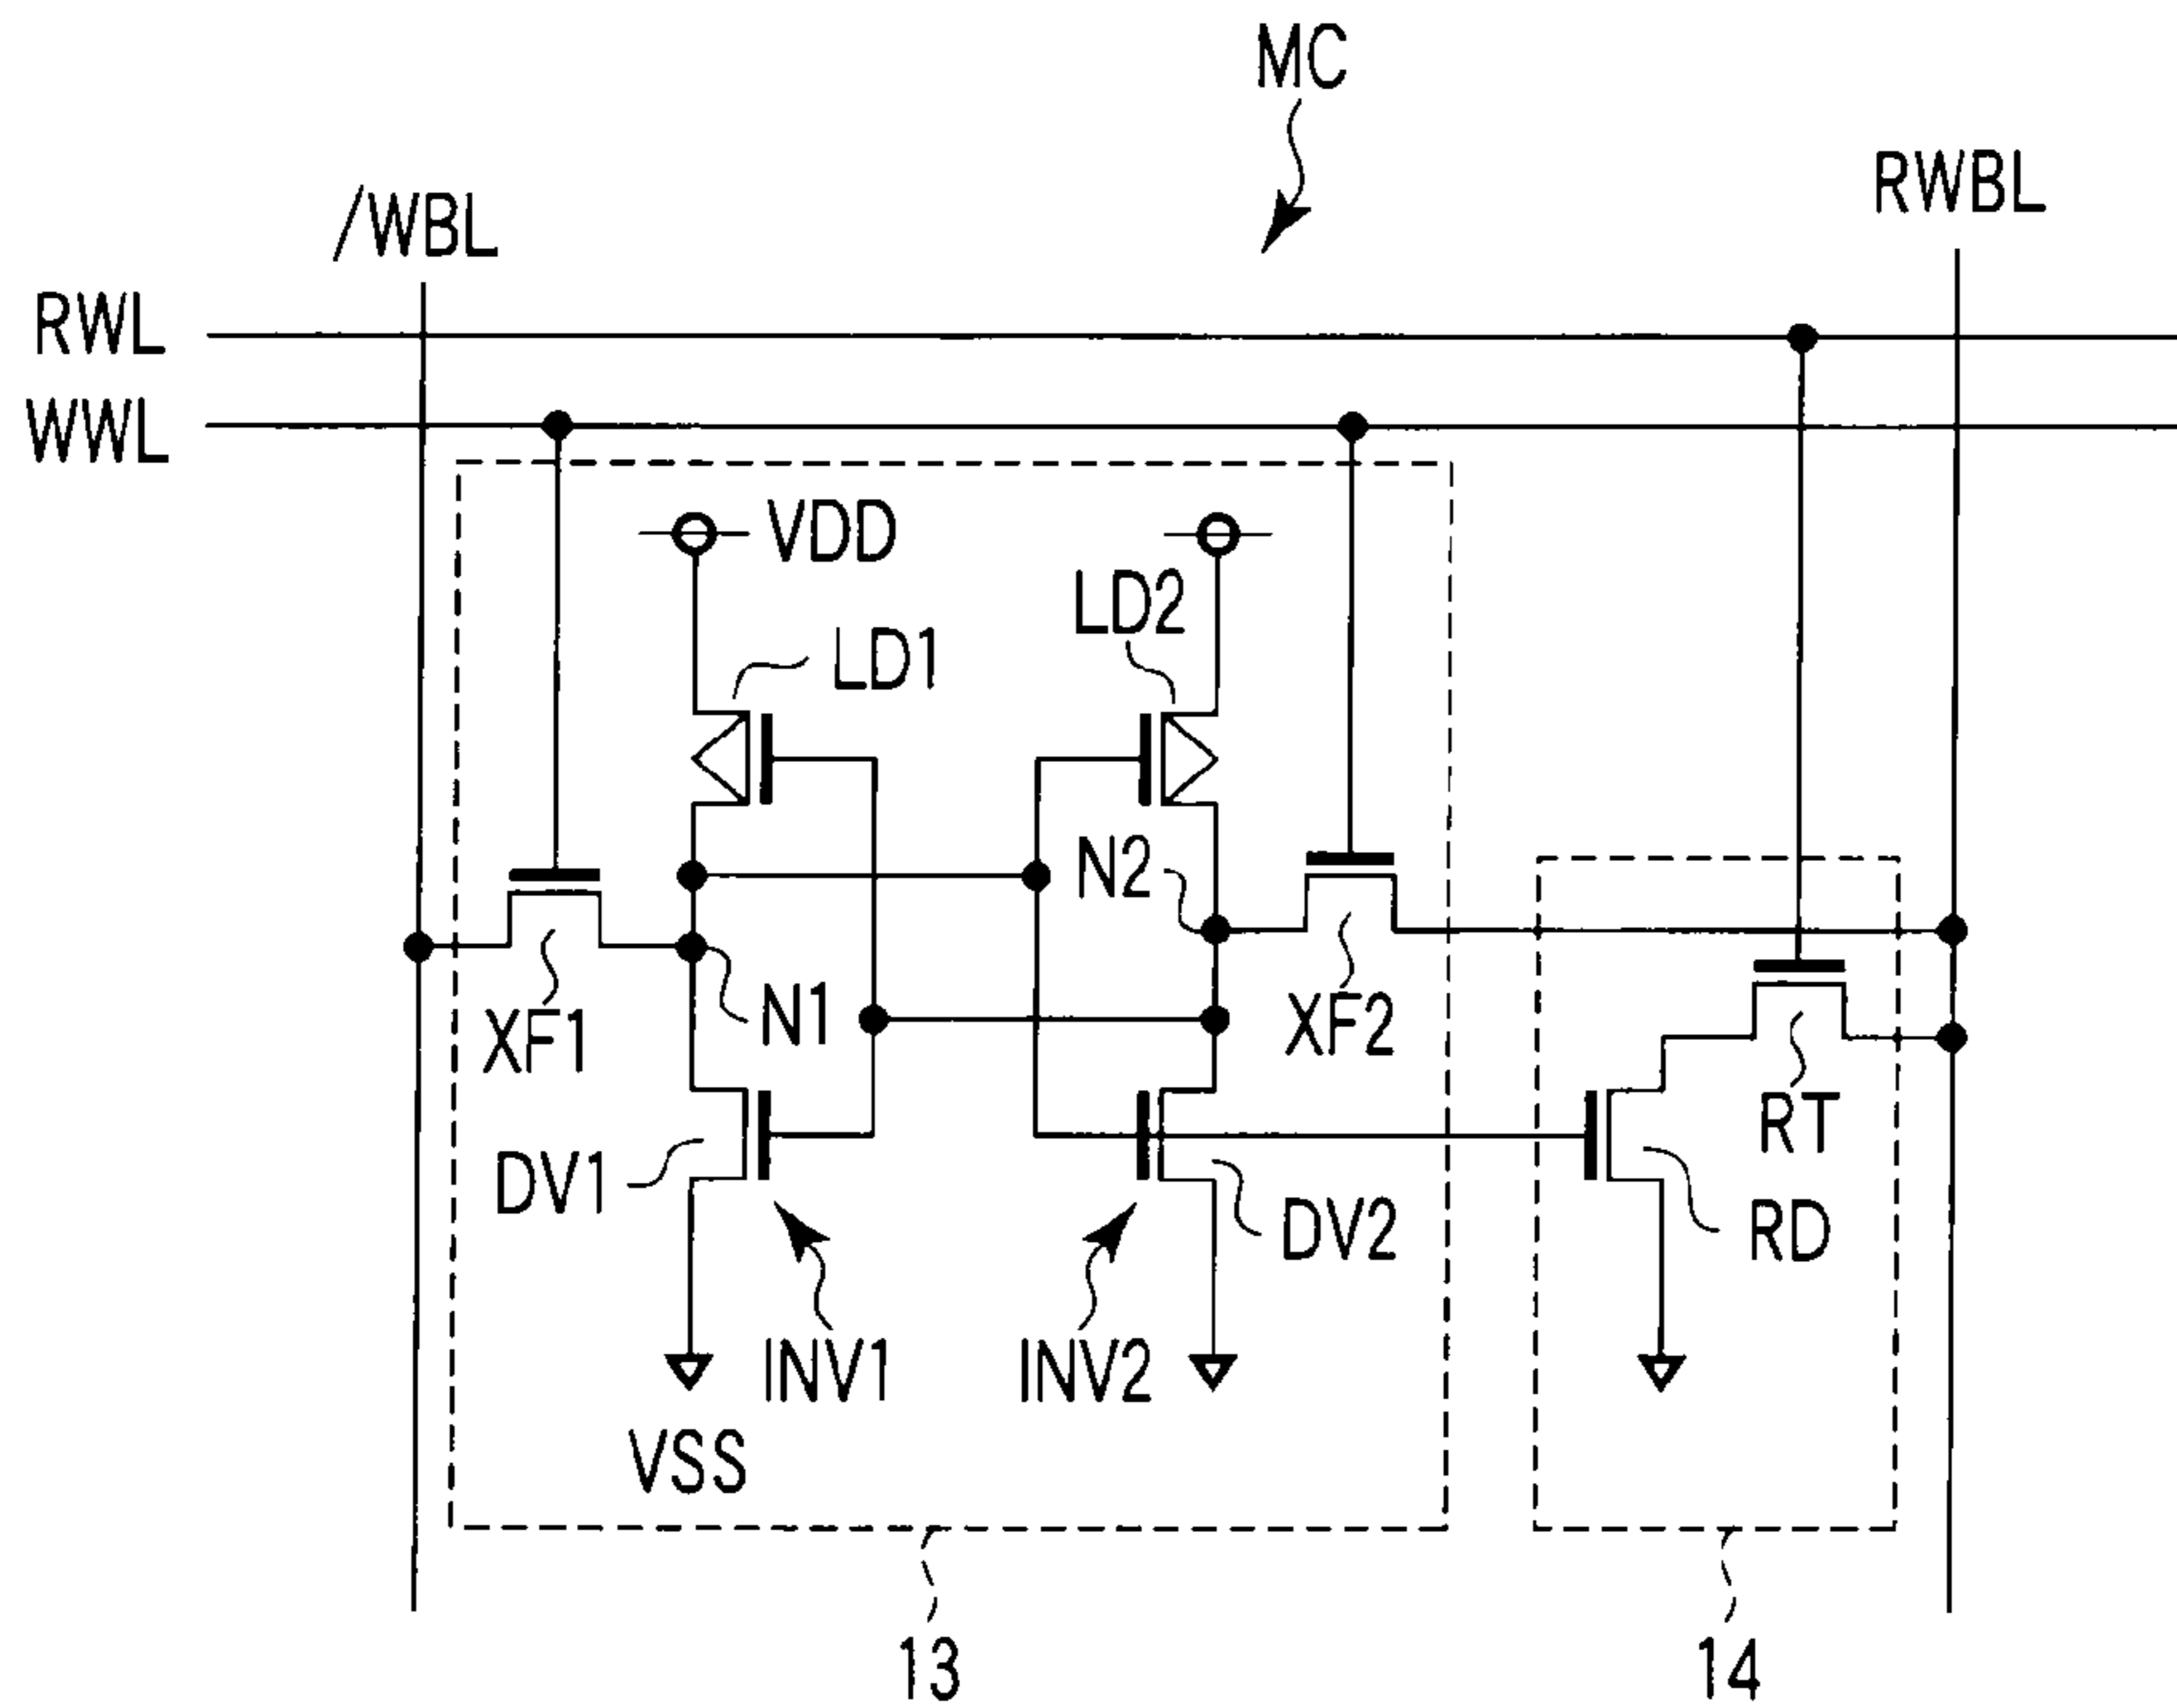 MC
RWBL
/WBL
RWL
WWL
VDD
LD2
LD1
N2
N1
XF2
XF1
RT
DV1
DV2
RD
INV1
INV2
VSS
13
14